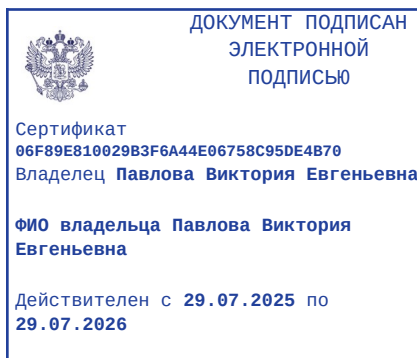 ДОКУМЕНТ ПОДПИСАН
ЭЛЕКТРОННОЙ
ПОДПИСЬЮ
Сертификат
06F89E810029B3F6A44E06758C95DE4B70
Владелец Павлова Виктория Евгеньевна
ФИО владельца Павлова Виктория
Евгеньевна
Действителен с 29.07.2025 по
29.07.2026